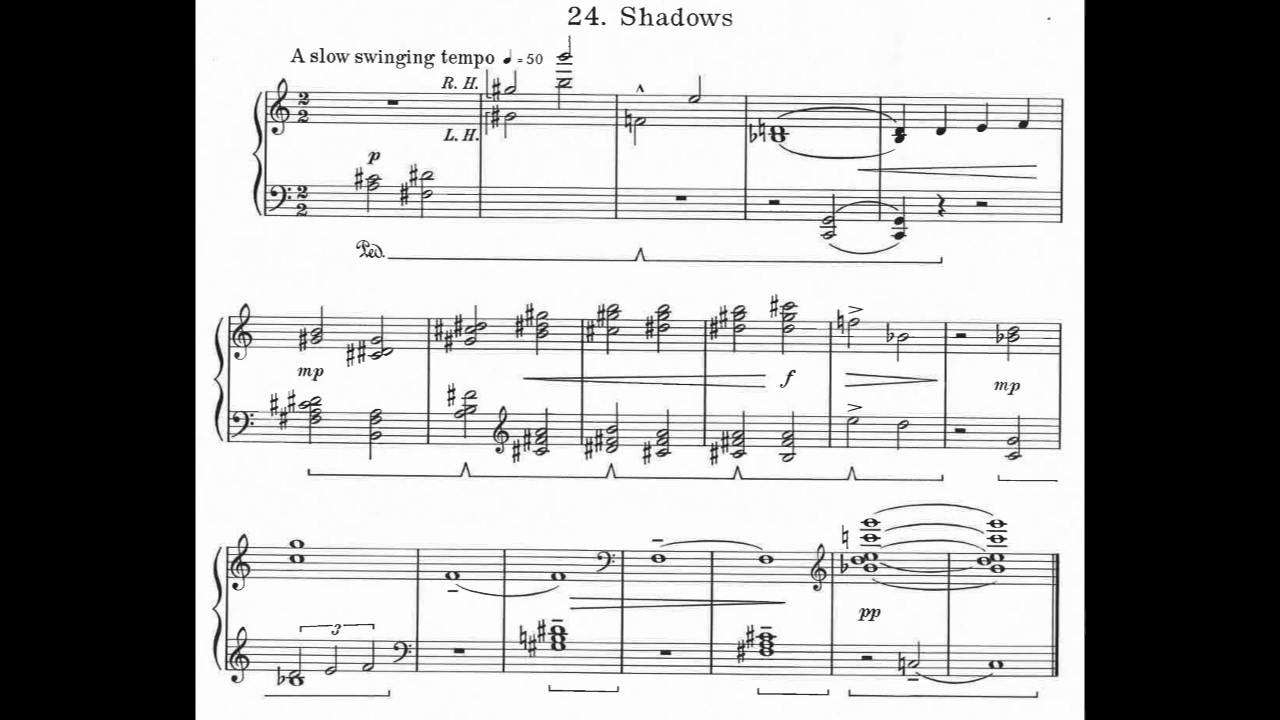 24. Shadows
A slow swinging tempo ♩ = 50
R. H.
L. H.
p
Ped.
mp
f
mp
3
pp